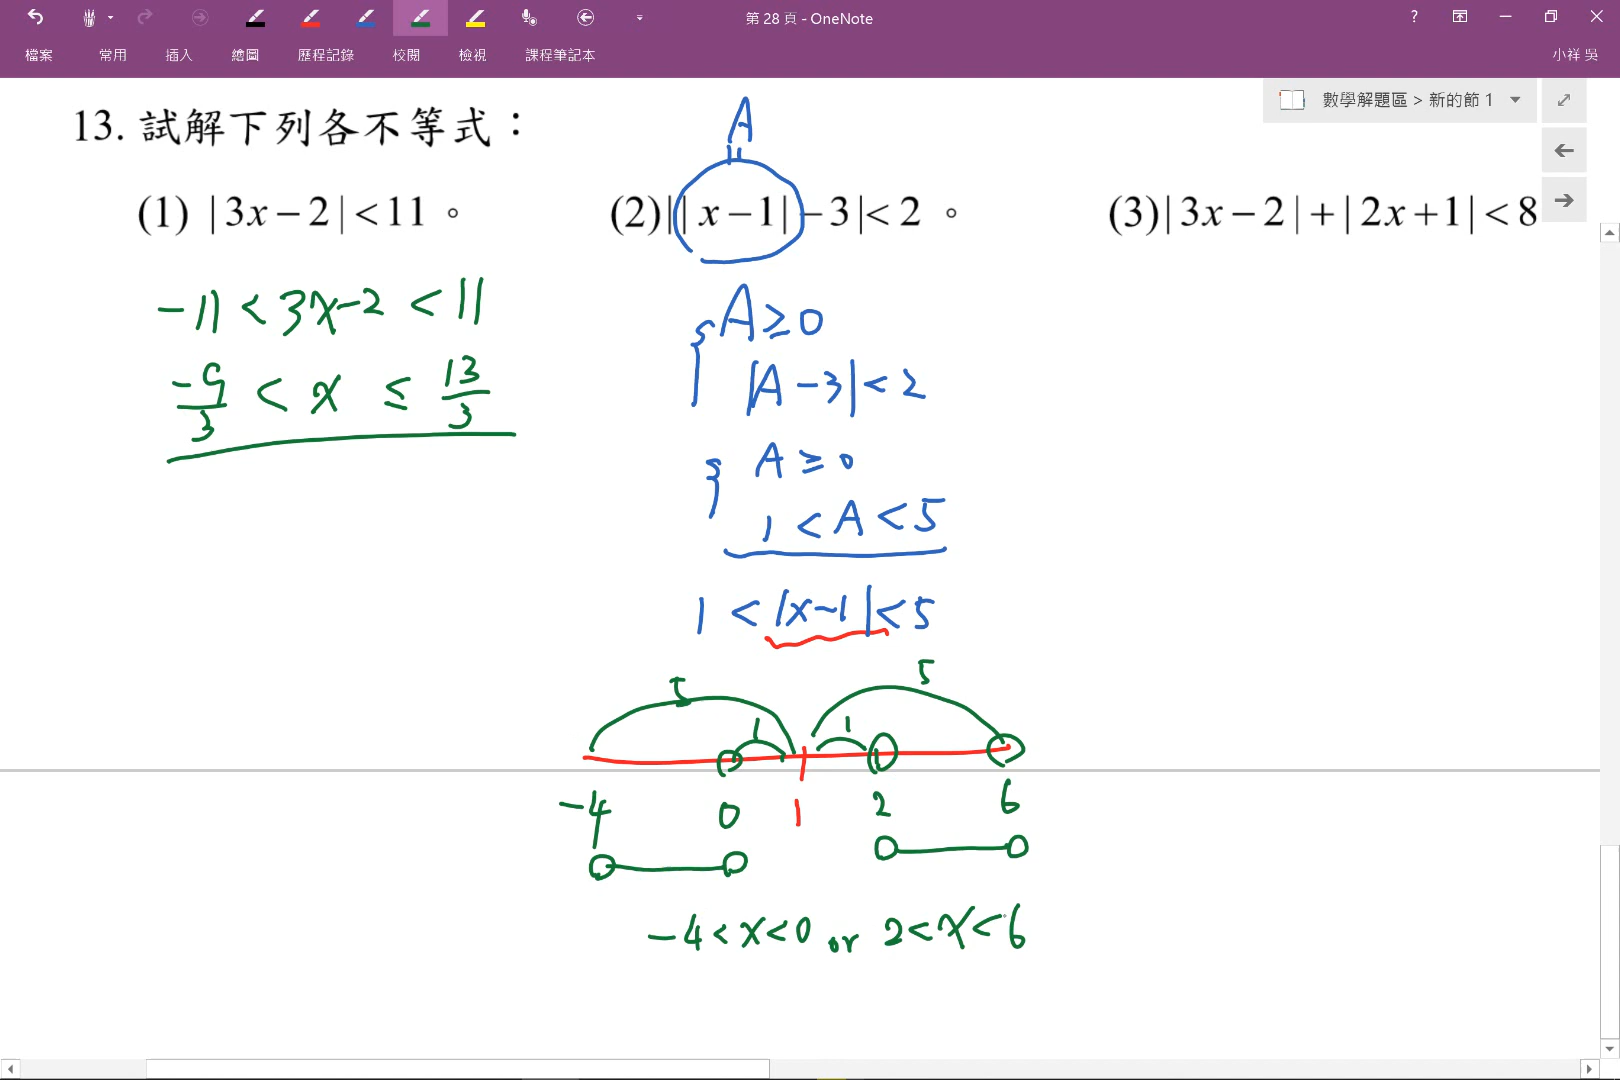 第 28 頁 - OneNote
?
檔案 常用 插入 繪圖 歷程記錄 校閱 檢視 課程筆記本 小祥 吳
數學解題區 > 新的節 1
13. 試解下列各不等式：
(1) |3x−2|<11。 (2)||x−1|−3|<2 。 (3)|3x−2|+|2x+1|<8
A
-11 < 3x-2 < 11
-9/3 < x ≤ 13/3
A ≥ 0
|A-3| < 2
A ≥ 0
1 < A < 5
1 < |x-1| < 5
5 1 1 5
-4 0 1 2 6
-4<x<0 or 2<x<6